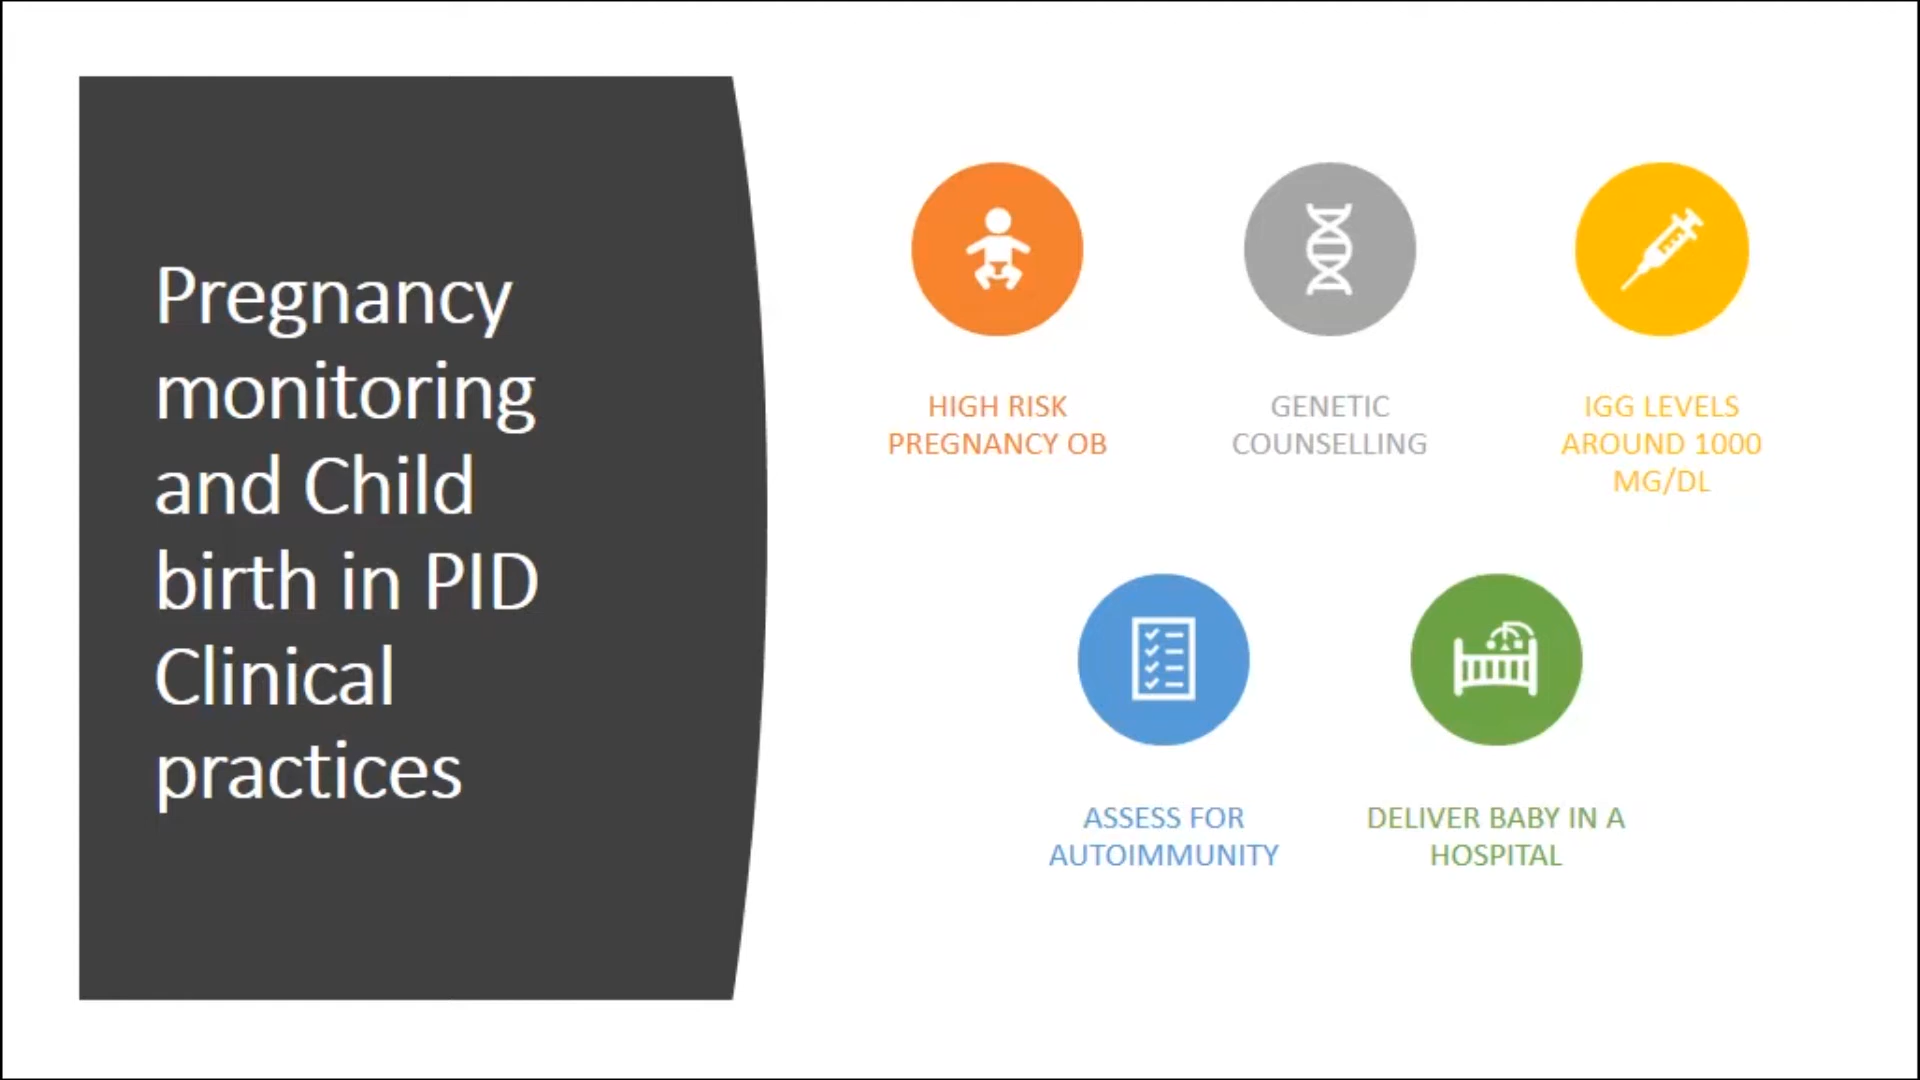 Pregnancy
monitoring
and Child
birth in PID
Clinical
practices
HIGH RISK
PREGNANCY OB
GENETIC
COUNSELLING
IGG LEVELS
AROUND 1000
MG/DL
ASSESS FOR
AUTOIMMUNITY
DELIVER BABY IN A
HOSPITAL